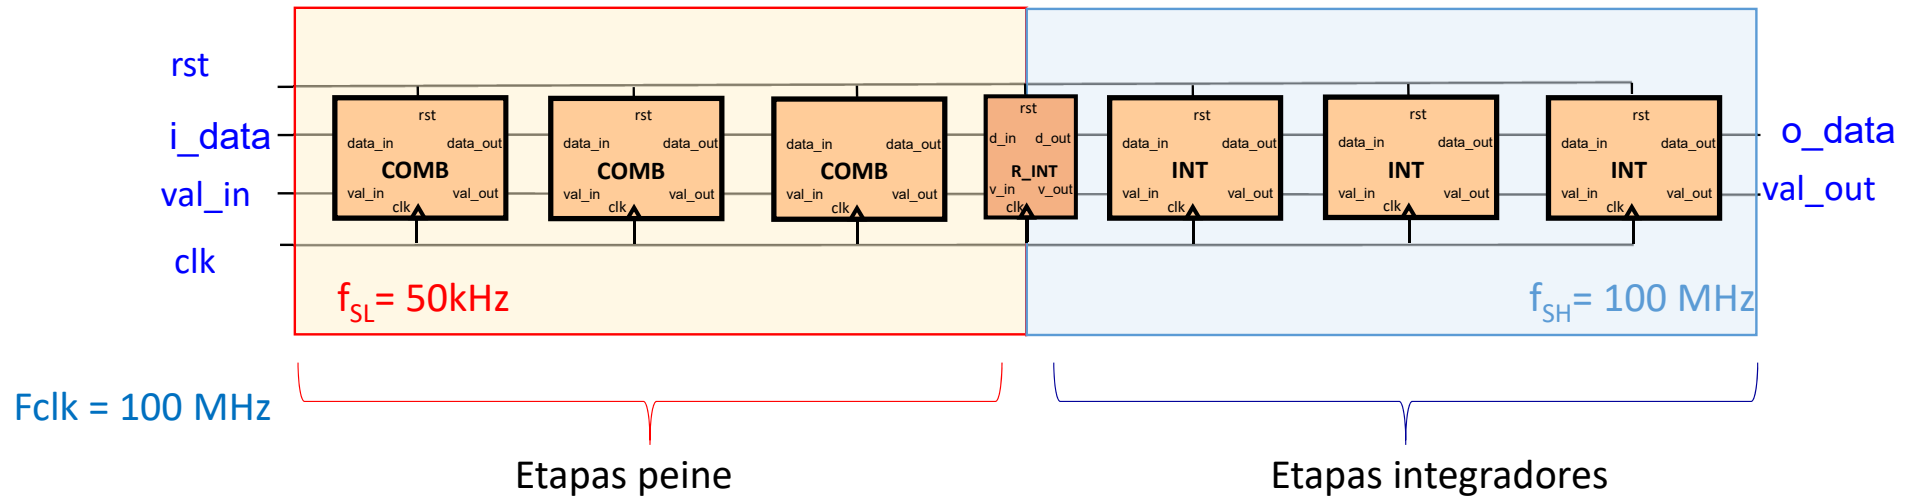 rst
i_data
val_in
clk
rst
data_in data_out
COMB
val_in val_out
clk
rst
data_in data_out
COMB
val_in val_out
clk
rst
data_in data_out
COMB
val_in val_out
clk
rst
d_in d_out
R_INT
v_in v_out
clk
rst
data_in data_out
INT
val_in val_out
clk
rst
data_in data_out
INT
val_in val_out
clk
rst
data_in data_out
INT
val_in val_out
clk
o_data
val_out
fSL= 50kHz
fSH= 100 MHz
Fclk = 100 MHz
Etapas peine
Etapas integradores